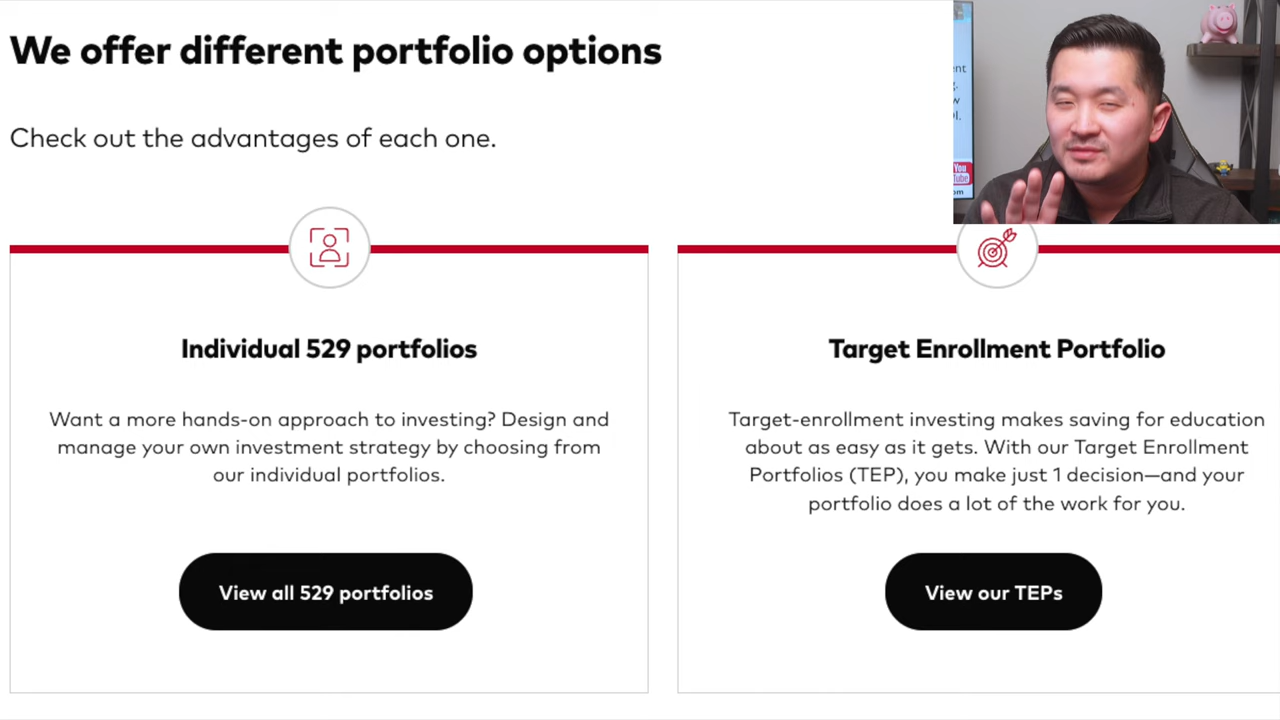 We offer different portfolio options
Check out the advantages of each one.
Individual 529 portfolios
Want a more hands-on approach to investing? Design and
manage your own investment strategy by choosing from
our individual portfolios.
View all 529 portfolios
Target Enrollment Portfolio
Target-enrollment investing makes saving for education
about as easy as it gets. With our Target Enrollment
Portfolios (TEP), you make just 1 decision—and your
portfolio does a lot of the work for you.
View our TEPs
You
Tube